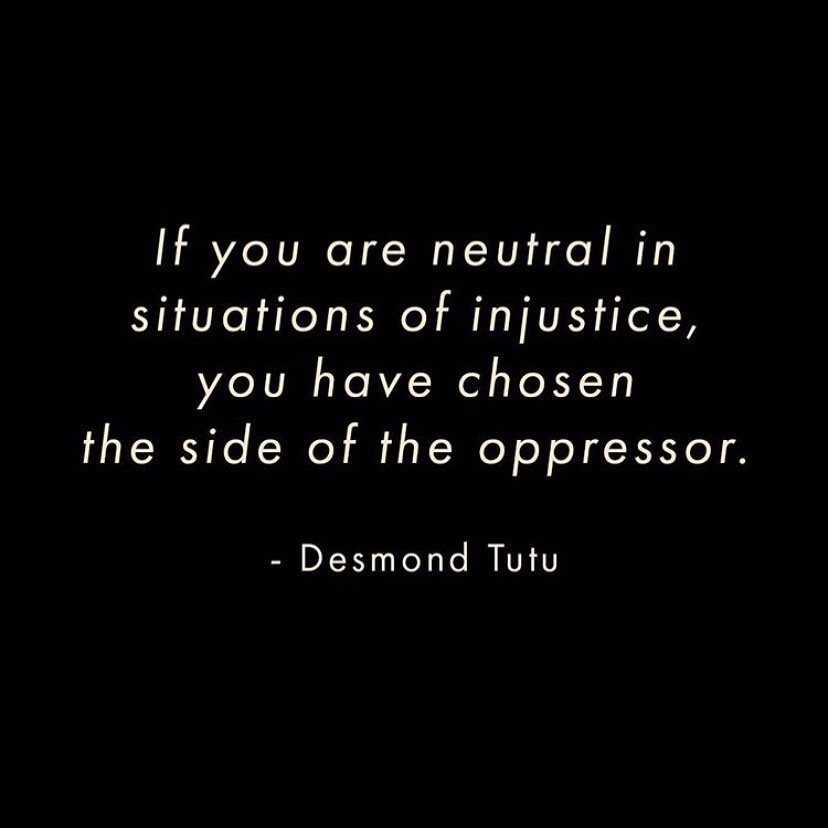 If you are neutral in
situations of injustice,
you have chosen
the side of the oppressor.
- Desmond Tutu